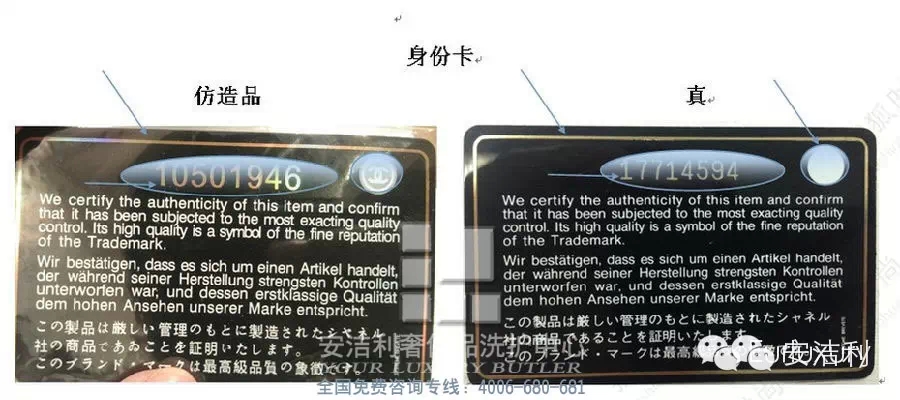 身份卡
仿造品
真
10501946
We certify the authenticity of this item and confirm
that it has been subjected to the most exacting quality
control. Its high quality is a symbol of the fine reputation
of the Trademark.
Wir bestätigen, dass es sich um einen Artikel handelt,
der während seiner Herstellung strengsten Kontrollen
unterworfen war, und dessen erstklassige Qualität
dem hohen Ansehen unserer Marke entspricht.
この製品は厳しい管理のもとに製造されたシャネル
社の商品であることを証明いたします。
このブランド・マークは最高級品質の象徴です。
17714594
We certify the authenticity of this item and confirm
that it has been subjected to the most exacting quality
control. Its high quality is a symbol of the fine reputation
of the Trademark.
Wir bestätigen, dass es sich um einen Artikel handelt,
der während seiner Herstellung strengsten Kontrollen
unterworfen war, und dessen erstklassige Qualität
dem hohen Ansehen unserer Marke entspricht.
この製品は厳しい管理のもとに製造されたシャネル
社の商品であることを証明いたします。
このブランド・マークは最高級
安洁利奢侈品洗护
YOUR LUXURY BUTLER
全国免费咨询专线：4006-680-681
安洁利